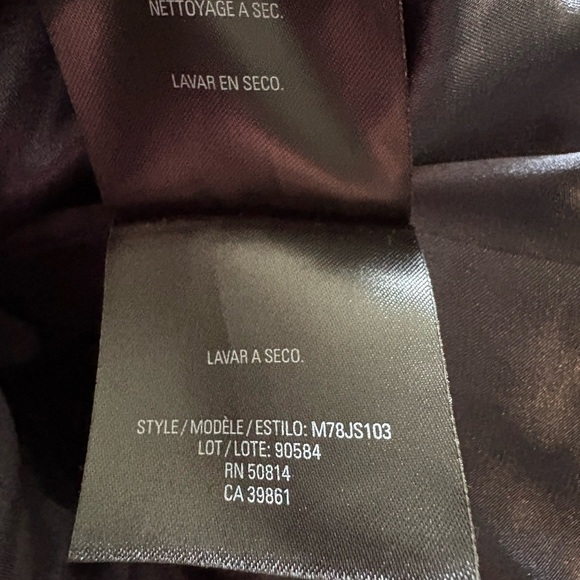 NETTOYAGE A SEC.
LAVAR EN SECO.
LAVAR A SECO.
STYLE / MODÈLE / ESTILO: M78JS103
LOT / LOTE: 90584
RN 50814
CA 39861